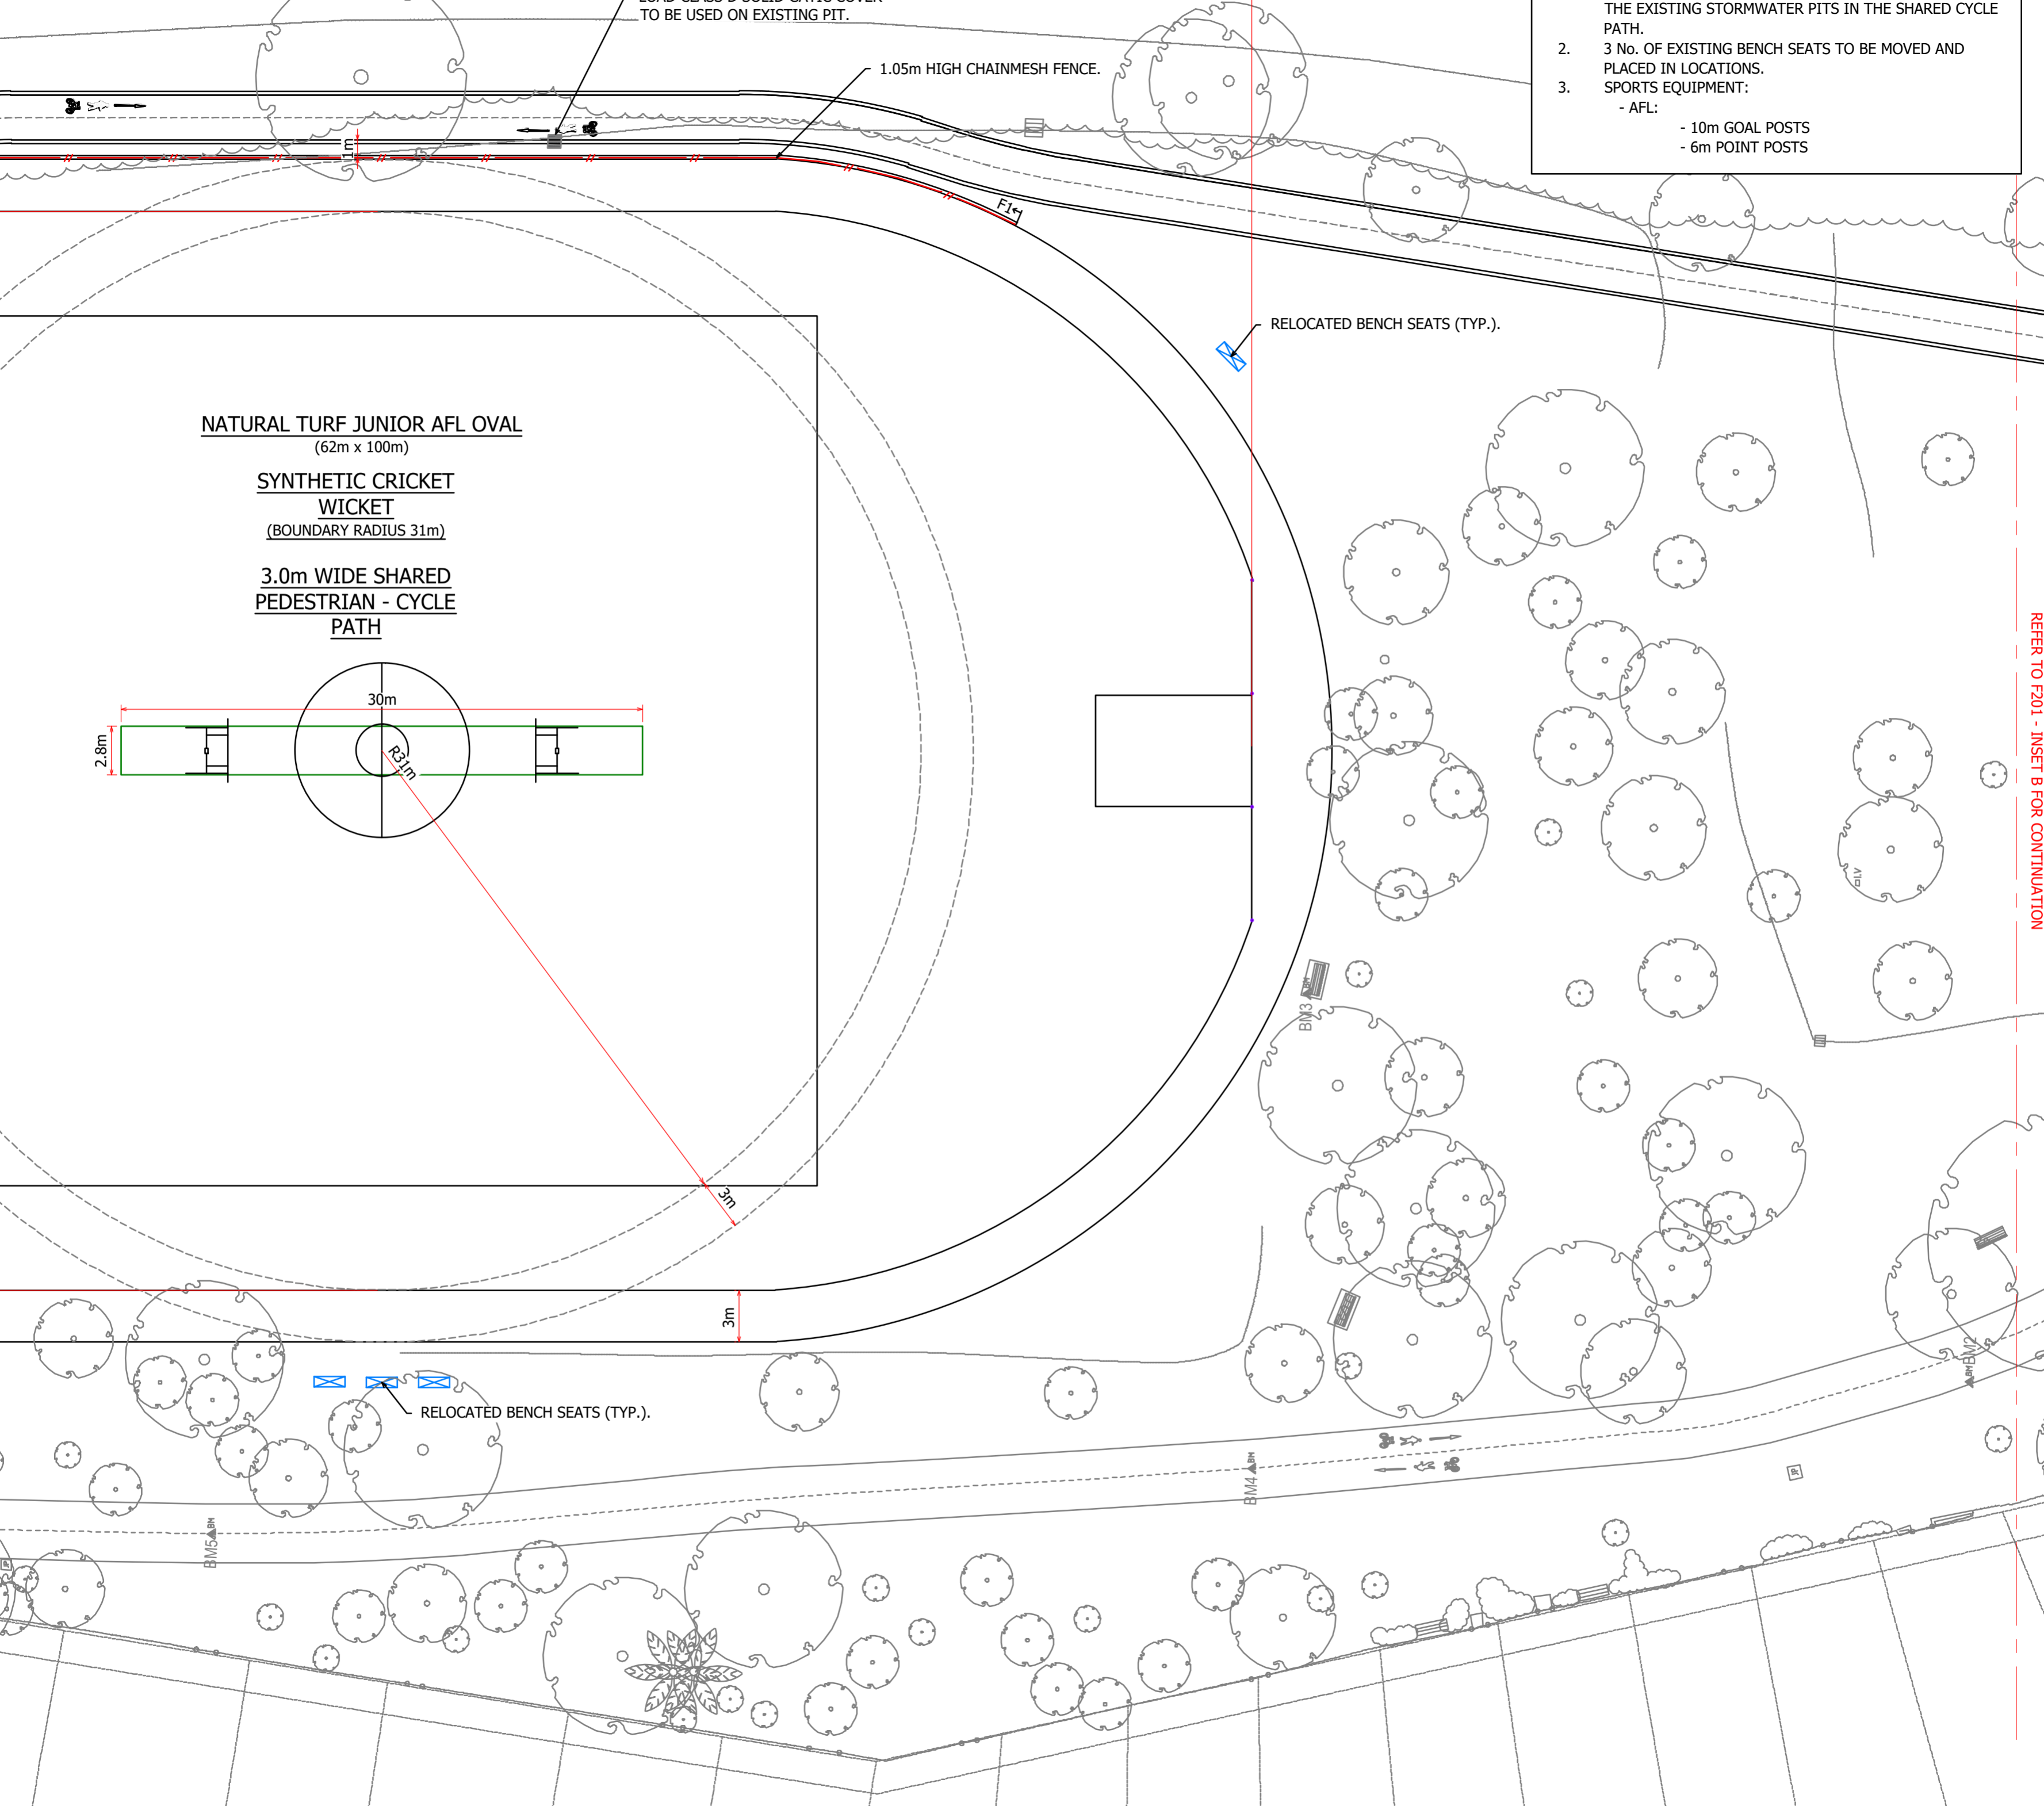 TO BE USED ON EXISTING PIT.
1.05m HIGH CHAINMESH FENCE.
THE EXISTING STORMWATER PITS IN THE SHARED CYCLE
PATH.
2. 3 No. OF EXISTING BENCH SEATS TO BE MOVED AND
PLACED IN LOCATIONS.
3. SPORTS EQUIPMENT:
- AFL:
- 10m GOAL POSTS
- 6m POINT POSTS
1m
F1
RELOCATED BENCH SEATS (TYP.).
NATURAL TURF JUNIOR AFL OVAL
(62m x 100m)
SYNTHETIC CRICKET
WICKET
(BOUNDARY RADIUS 31m)
3.0m WIDE SHARED
PEDESTRIAN - CYCLE
PATH
30m
2.8m
R31m
3m
3m
REFER TO F201 - INSET B FOR CONTINUATION
BM3
BM
BM2
BM
RELOCATED BENCH SEATS (TYP.).
BM4
BM
BM5
BM